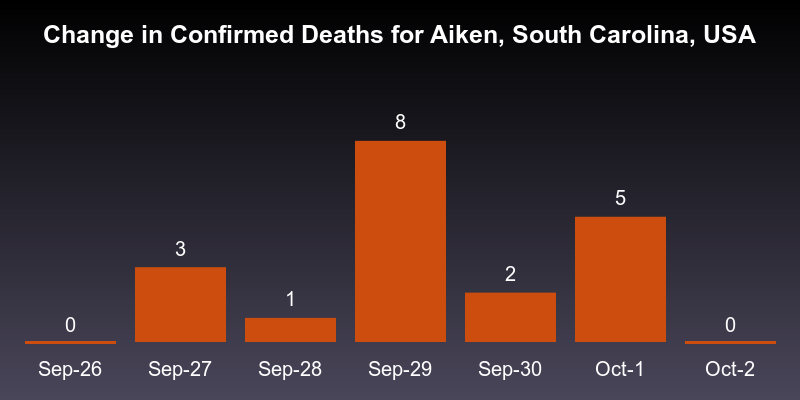 Change in Confirmed Deaths for Aiken, South Carolina, USA
0 3 1 8 2 5 0
Sep-26 Sep-27 Sep-28 Sep-29 Sep-30 Oct-1 Oct-2